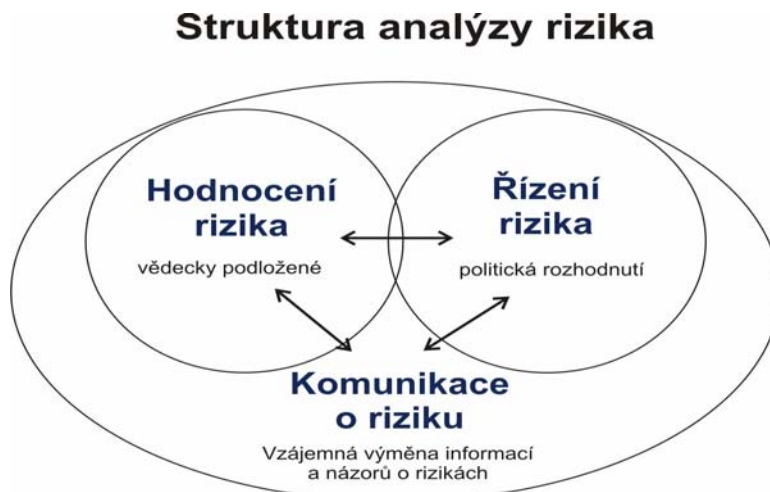 Struktura analýzy rizika
Hodnocení
rizika
vědecky podložené
Řízení
rizika
politická rozhodnutí
Komunikace
o riziku
Vzájemná výměna informací
a názorů o rizikách